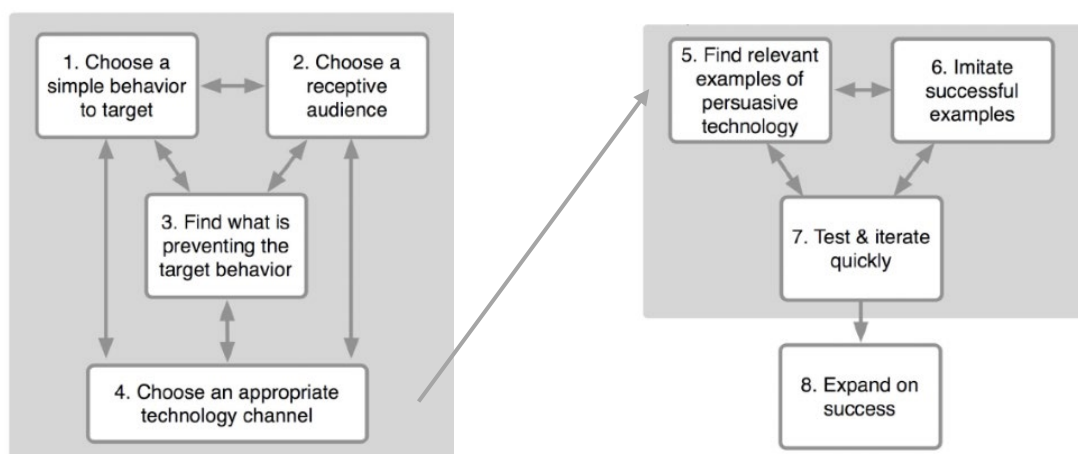 1. Choose a
simple behavior
to target
2. Choose a
receptive
audience
3. Find what is
preventing the
target behavior
4. Choose an appropriate
technology channel
5. Find relevant
examples of
persuasive
technology
6. Imitate
successful
examples
7. Test & iterate
quickly
8. Expand on
success